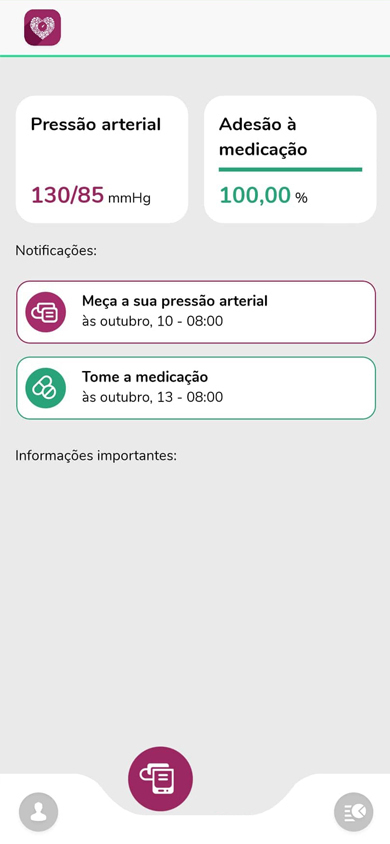 Pressão arterial
130/85 mmHg
Adesão à
medicação
100,00 %
Notificações:
Meça a sua pressão arterial
às outubro, 10 - 08:00
Tome a medicação
às outubro, 13 - 08:00
Informações importantes: